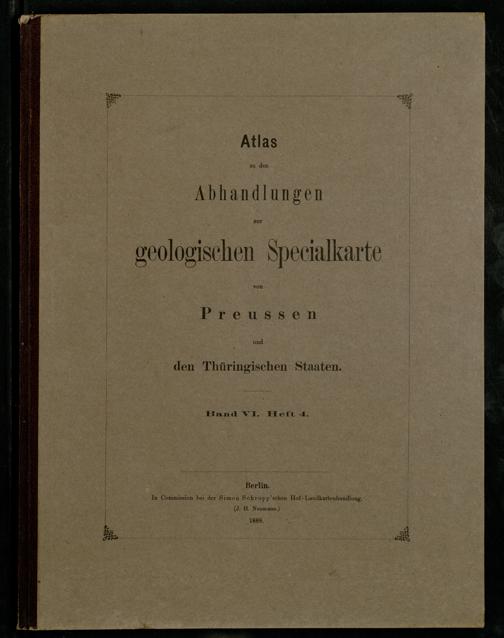 Atlas
zu den
Abhandlungen
zur
geologischen Specialkarte
von
Preussen
und
den Thüringischen Staaten.
Band VI. Heft 4.
Berlin.
In Commission bei der Simon Schropp'schen Hof-Landkartenhandlung.
(J. H. Neumann.)